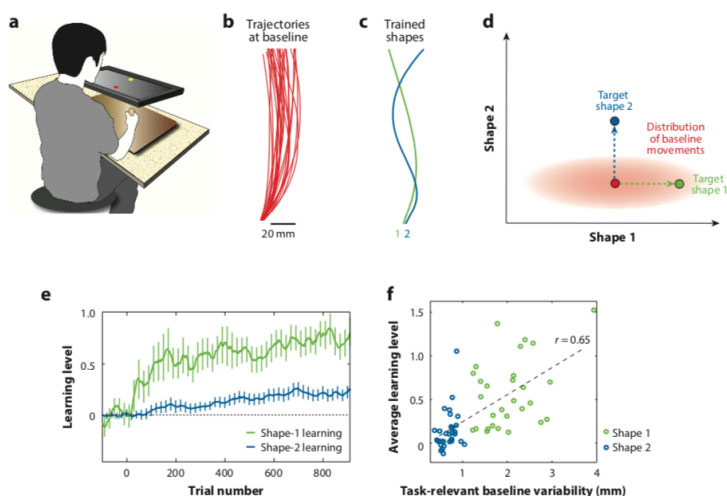 a
b
Trajectories
at baseline
20 mm
c
Trained
shapes
1 2
d
Shape 2
Target
shape 2
Distribution
of baseline
movements
Target
shape 1
Shape 1
e
Learning level
1.0
0.5
0
Shape-1 learning
Shape-2 learning
0 200 400 600 800
Trial number
f
Average learning level
1.5
1.0
0.5
0
r = 0.65
Shape 1
Shape 2
1 2 3 4
Task-relevant baseline variability (mm)